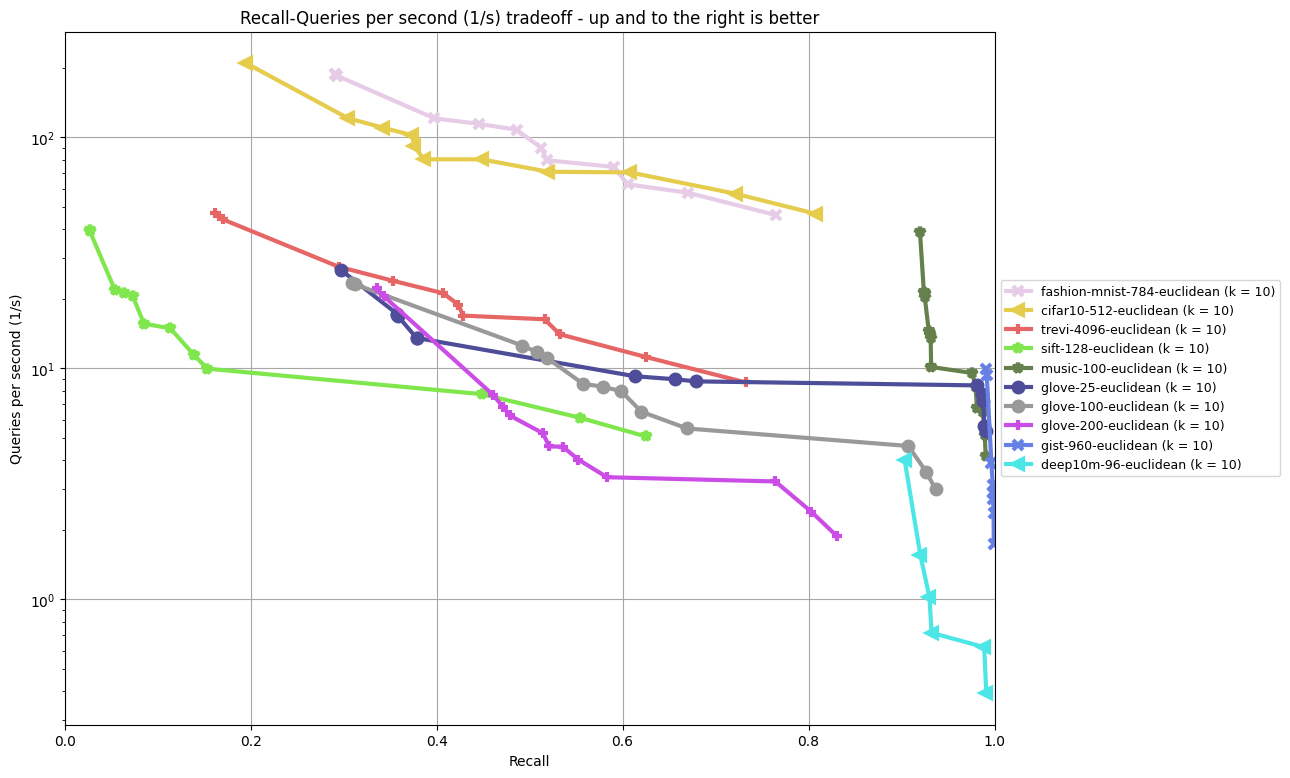 Recall-Queries per second (1/s) tradeoff - up and to the right is better
Queries per second (1/s)
10²
10¹
10⁰
0.0 0.2 0.4 0.6 0.8 1.0
Recall
fashion-mnist-784-euclidean (k = 10)
cifar10-512-euclidean (k = 10)
trevi-4096-euclidean (k = 10)
sift-128-euclidean (k = 10)
music-100-euclidean (k = 10)
glove-25-euclidean (k = 10)
glove-100-euclidean (k = 10)
glove-200-euclidean (k = 10)
gist-960-euclidean (k = 10)
deep10m-96-euclidean (k = 10)